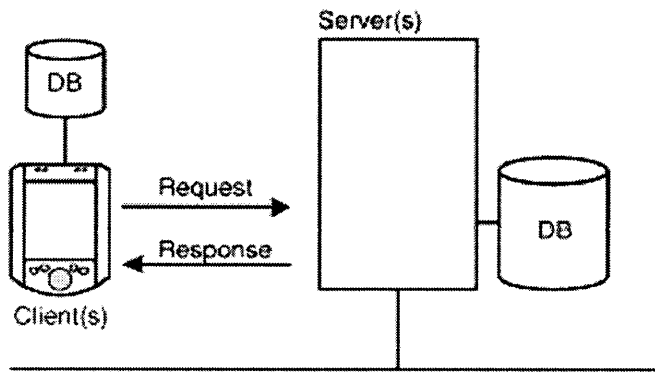 Server(s)
DB
Request
DB
Response
Client(s)